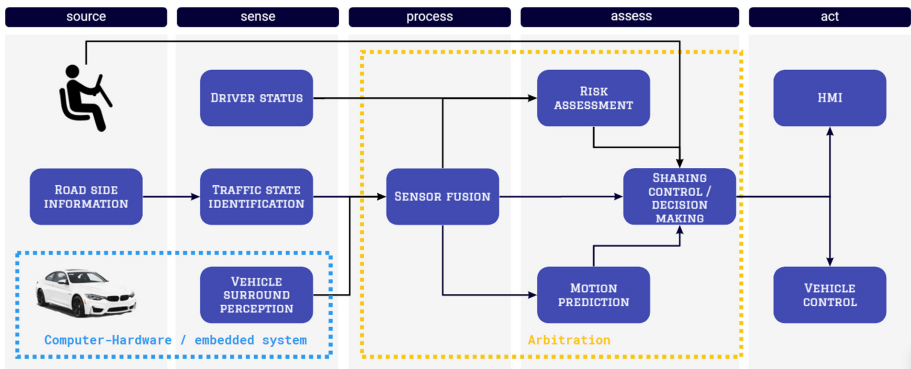 source
sense
process
assess
act
DRIVER STATUS
RISK
ASSESSMENT
HMI
ROAD SIDE
INFORMATION
TRAFFIC STATE
IDENTIFICATION
SENSOR FUSION
SHARING
CONTROL /
DECISION
MAKING
VEHICLE
SURROUND
PERCEPTION
MOTION
PREDICTION
VEHICLE
CONTROL
Computer-Hardware / embedded system
Arbitration